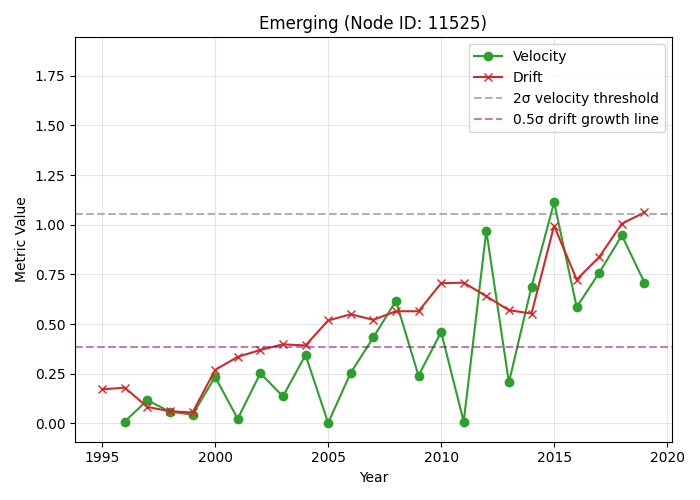 Emerging (Node ID: 11525)
Velocity
Drift
2σ velocity threshold
0.5σ drift growth line
Metric Value
1.75
1.50
1.25
1.00
0.75
0.50
0.25
0.00
1995 2000 2005 2010 2015 2020
Year